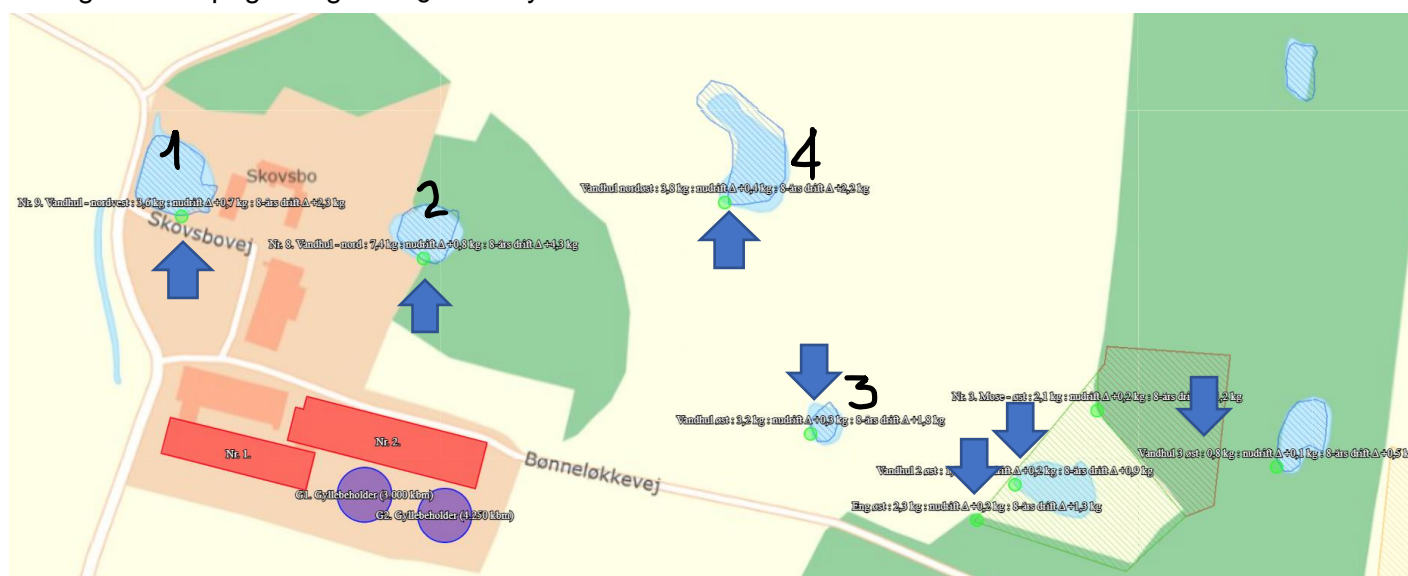 1
Skovsbo
2
4
Vandhul nordøst : 3,8 kg : nudrift Δ +0,4 kg : 8-års drift Δ +2,2 kg
Nr. 9. Vandhul - nordvest : 3,6 kg : nudrift Δ +0,7 kg : 8-års drift Δ +2,3 kg
Skovsbovej
Nr. 8. Vandhul - nord : 7,4 kg : nudrift Δ +0,8 kg : 8-års drift Δ +4,3 kg
3
Nr. 3. Mose - øst : 2,1 kg : nudrift Δ +0,2 kg : 8-års
,2 kg
Vandhul øst : 3,2 kg : nudrift Δ +0,3 kg : 8-års drift Δ +1,8 kg
Nr. 2.
Nr. 1.
Vandhul 3 øst : 0,8 kg : nudrift Δ +0,1 kg : 8-års drift Δ +0,5
Bønneløkkevej
Vandhul 2 øst :
Δ +0,2 kg : 8-års drift Δ +0,9 kg
G1. Gyllebeholder (3.000 kbm)
Eng øst : 2,3 kg : nudrift Δ +0,2 kg : 8-års drift Δ +1,3 kg
G2. Gyllebeholder (4.250 kbm)